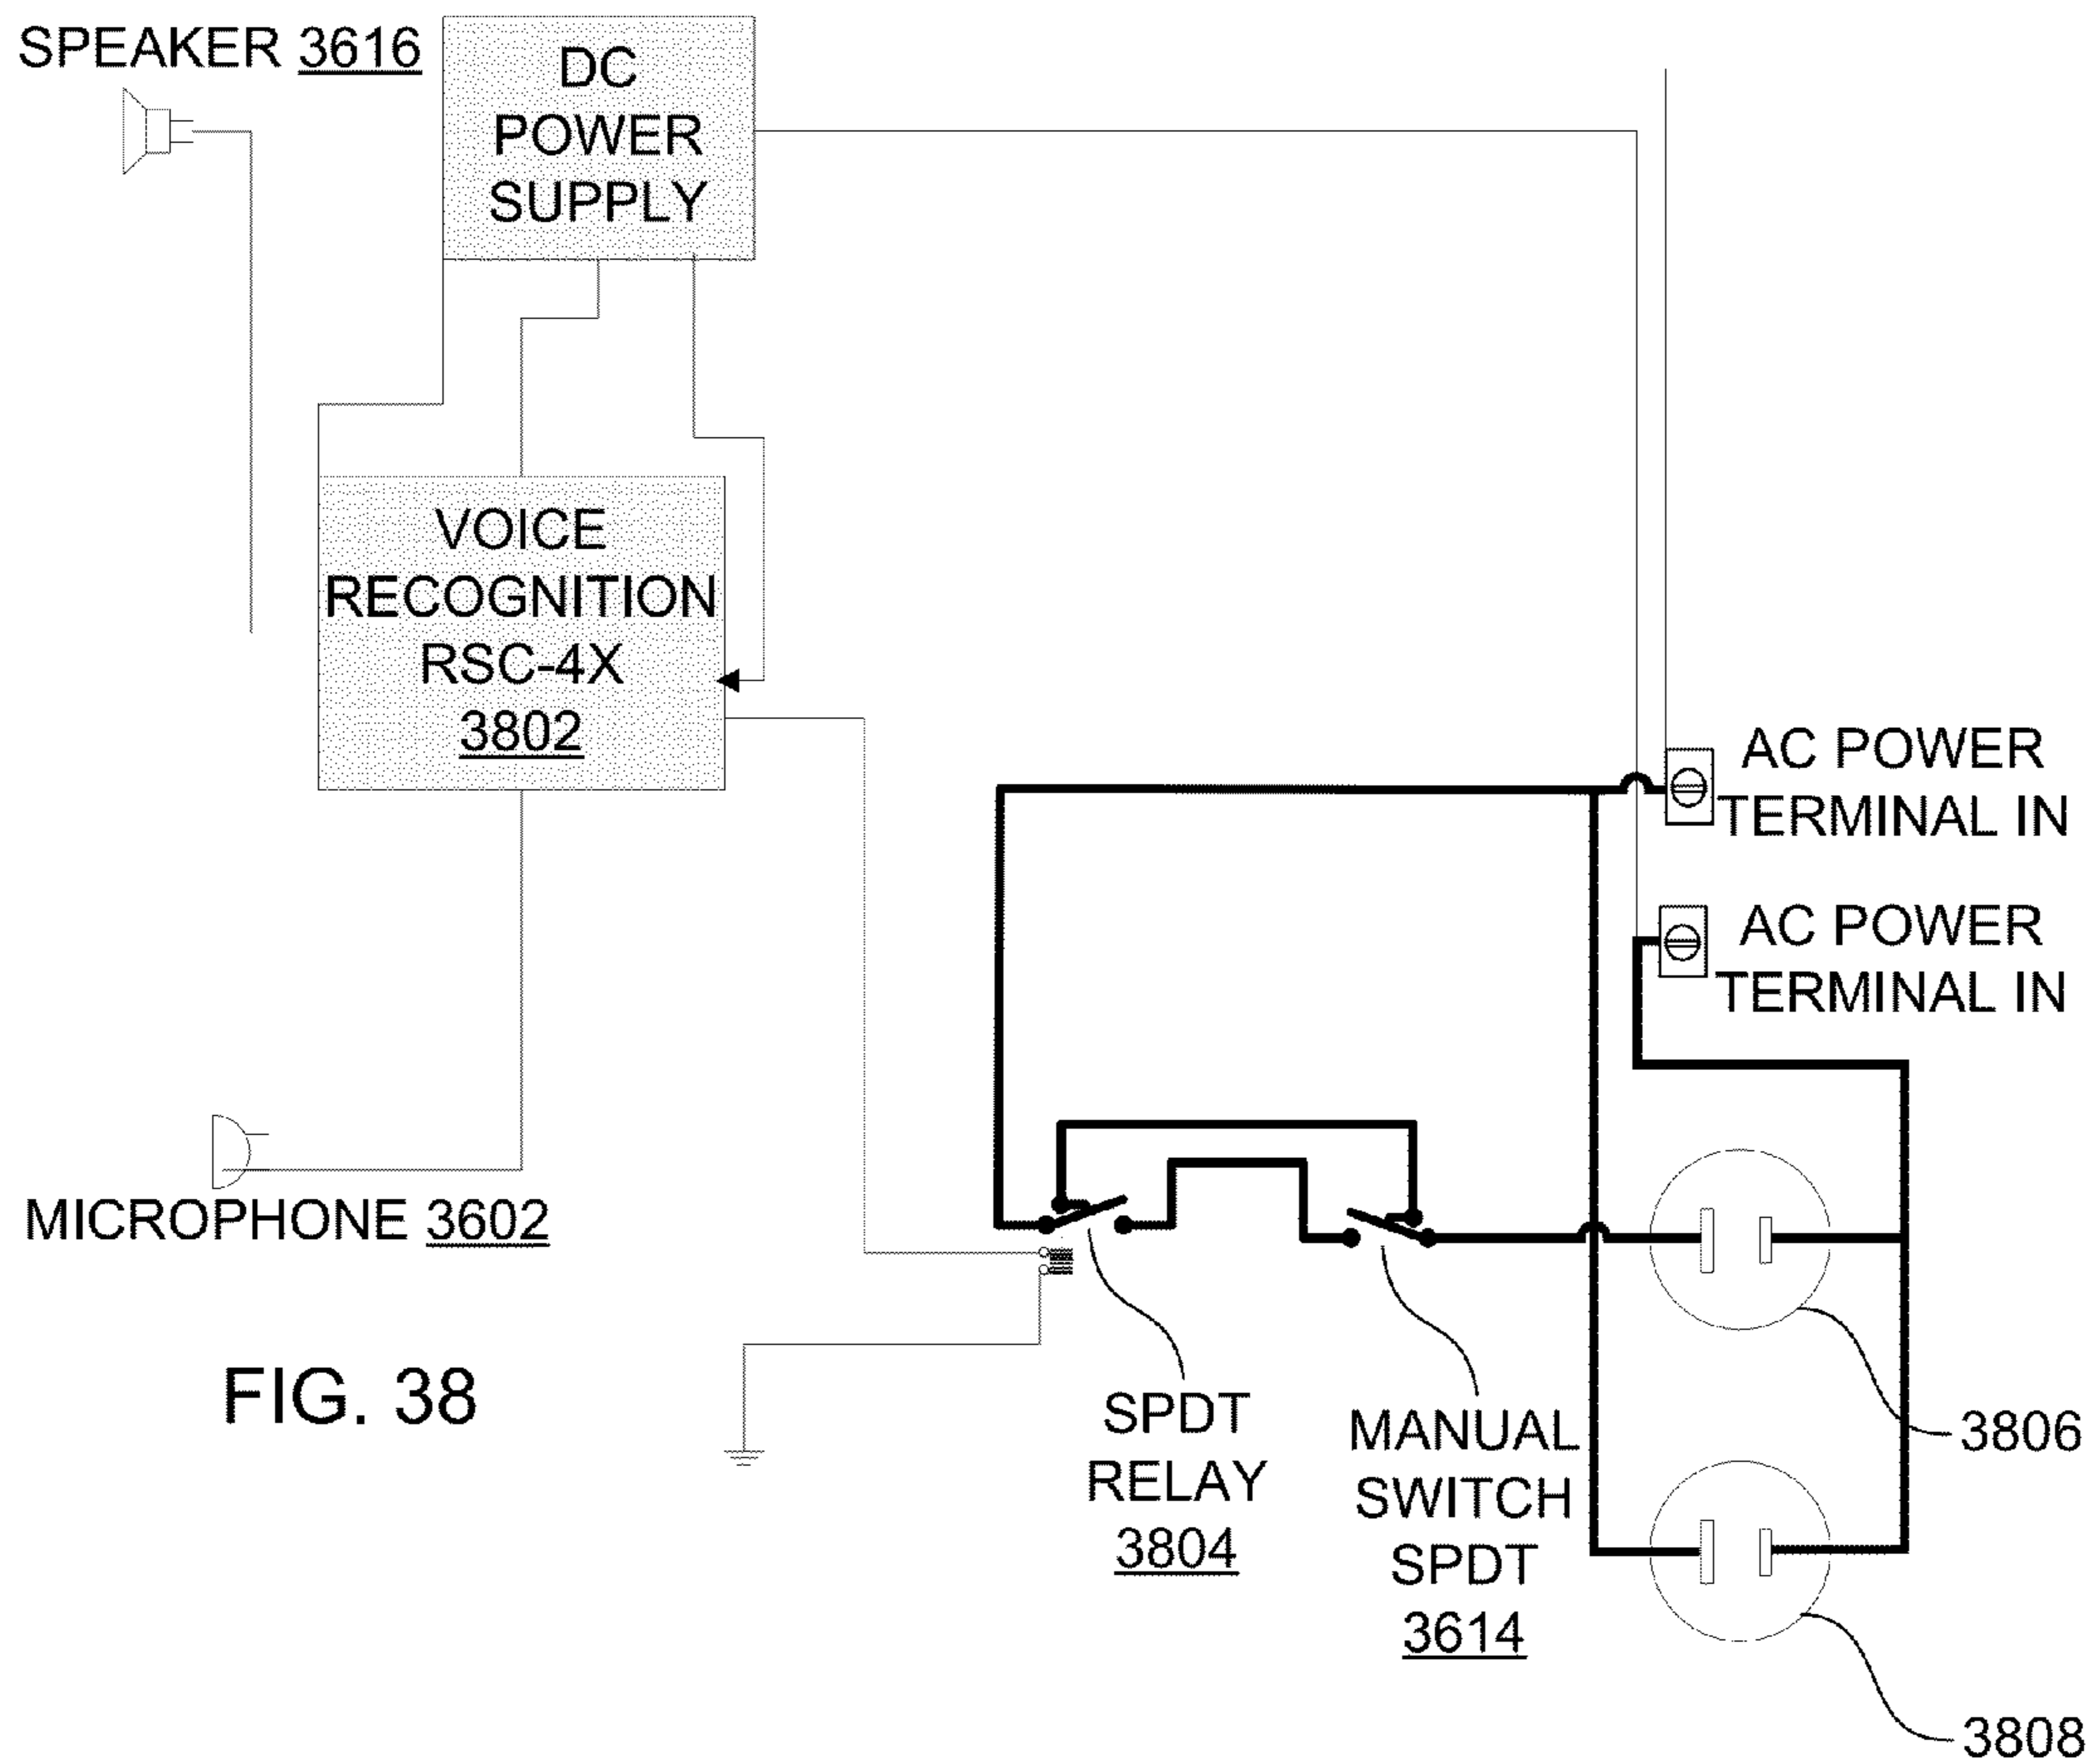 SPEAKER 3616
DC
POWER
SUPPLY
VOICE
RECOGNITION
RSC-4X
3802
AC POWER
TERMINAL IN
AC POWER
TERMINAL IN
MICROPHONE 3602
FIG. 38
SPDT
RELAY
3804
MANUAL
SWITCH
SPDT
3614
3806
3808